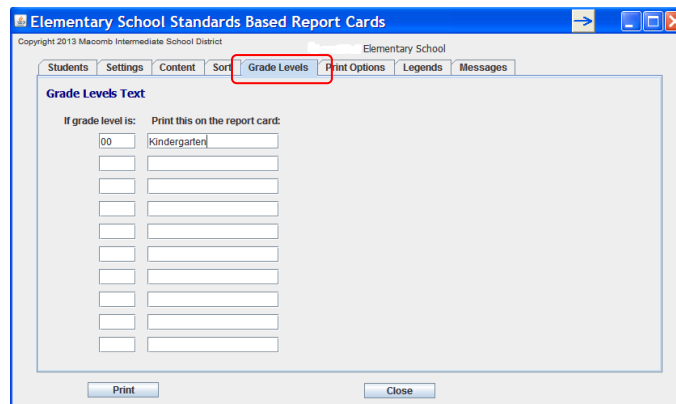 Elementary School Standards Based Report Cards
Copyright 2013 Macomb Intermediate School District
Elementary School
Students Settings Content Sort Grade Levels Print Options Legends Messages
Grade Levels Text
If grade level is: Print this on the report card:
00 Kindergarten
Print Close